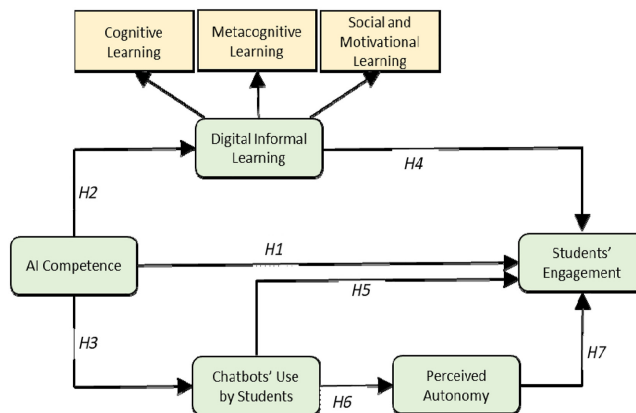 Cognitive
Learning
Metacognitive
Learning
Social and
Motivational
Learning
Digital Informal
Learning
H4
H2
H1
AI Competence
Students'
Engagement
H5
H3
H7
Chatbots' Use
by Students
H6
Perceived
Autonomy